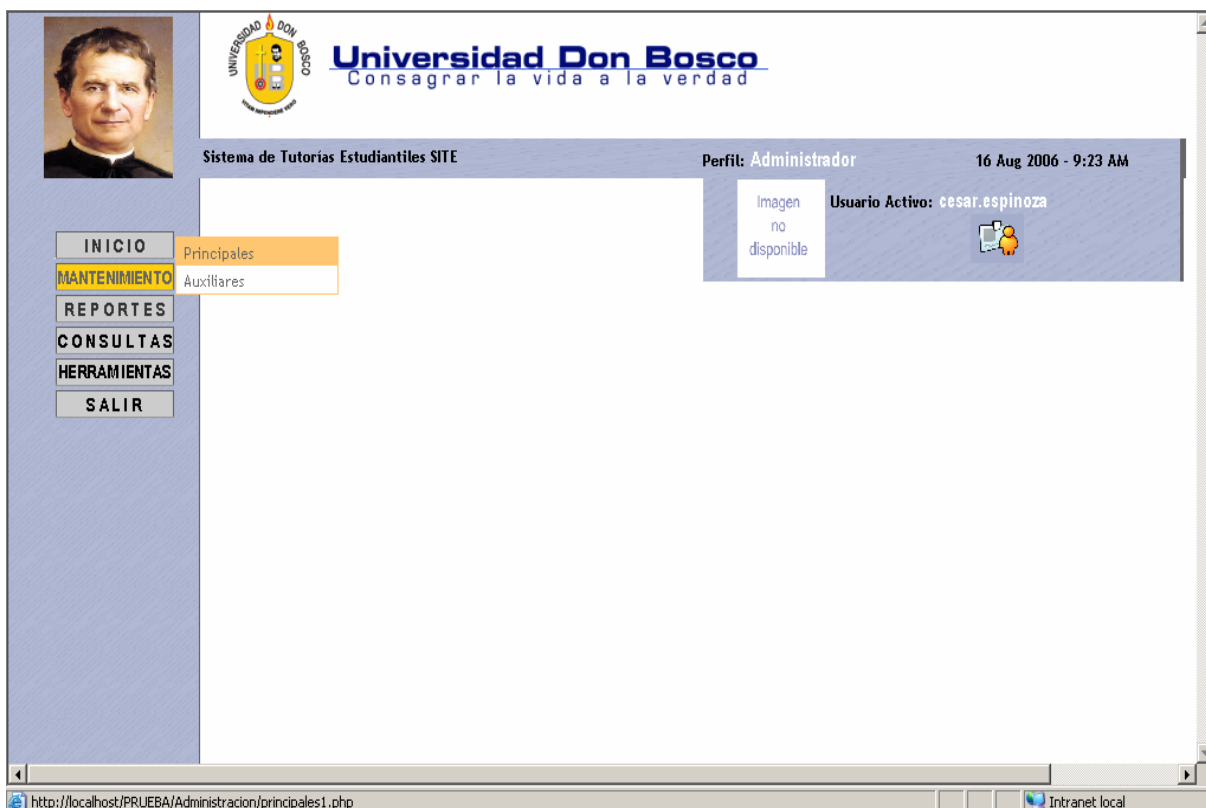 UNIVERSIDAD DON BOSCO
Universidad Don Bosco
Consagrar la vida a la verdad
Sistema de Tutorías Estudiantiles SITE
Perfil: Administrador
16 Aug 2006 - 9:23 AM
Imagen
no
disponible
Usuario Activo: cesar.espinoza
INICIO
MANTENIMIENTO
REPORTES
CONSULTAS
HERRAMIENTAS
SALIR
Principales
Auxiliares
http://localhost/PRUEBA/Administracion/principales1.php
Intranet local